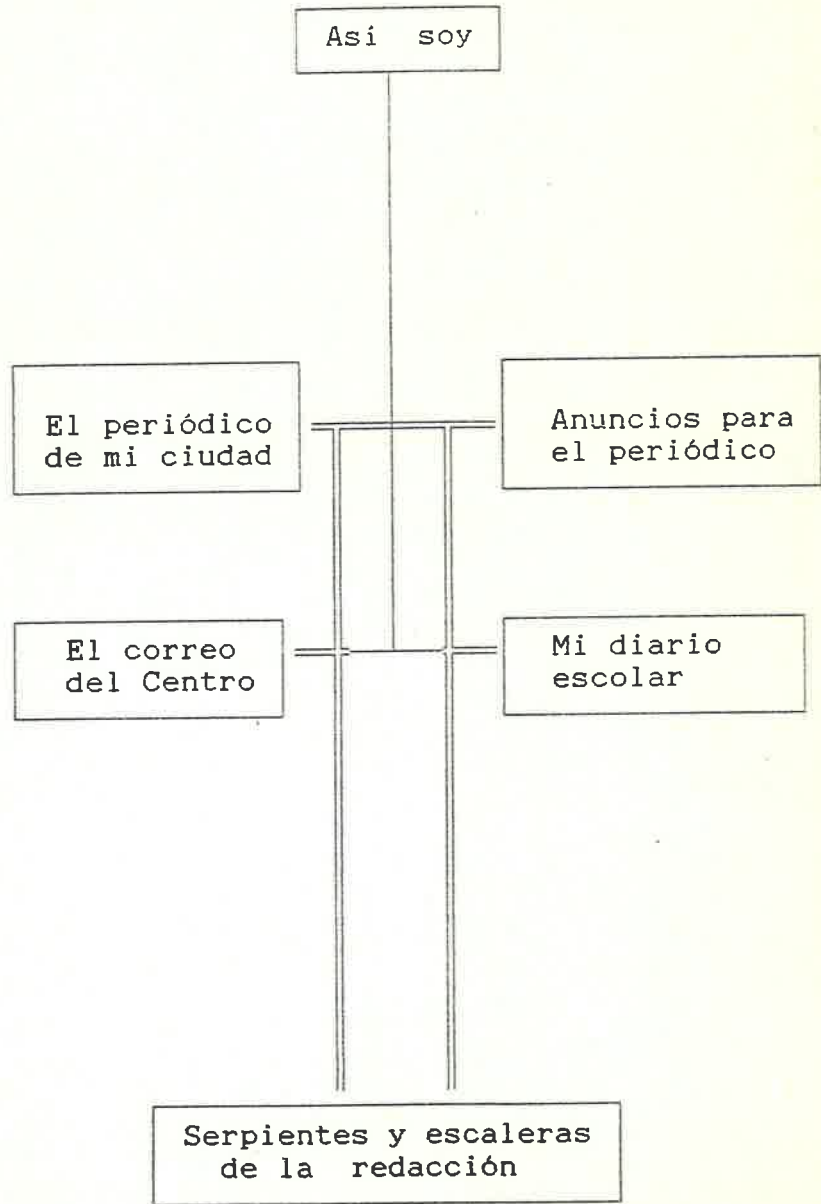 Así soy
El periódico
de mi ciudad
Anuncios para
el periódico
El correo
del Centro
Mi diario
escolar
Serpientes y escaleras
de la redacción